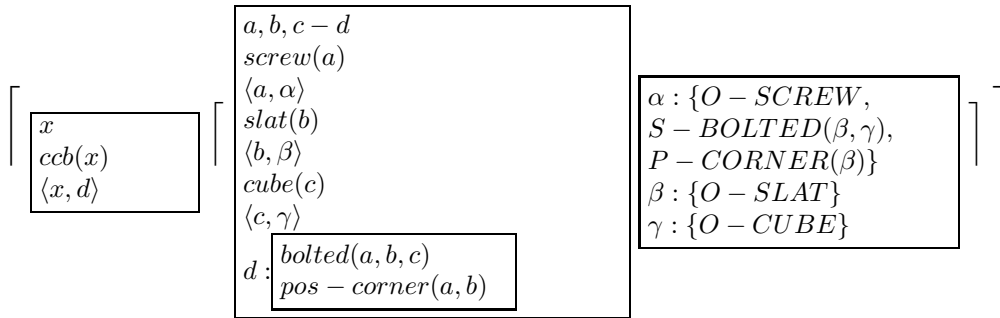 x
ccb(x)
⟨x, d⟩
a, b, c − d
screw(a)
⟨a, α⟩
slat(b)
⟨b, β⟩
cube(c)
⟨c, γ⟩
d :
bolted(a, b, c)
pos − corner(a, b)
α : {O − SCREW,
S − BOLTED(β, γ),
P − CORNER(β)}
β : {O − SLAT}
γ : {O − CUBE}